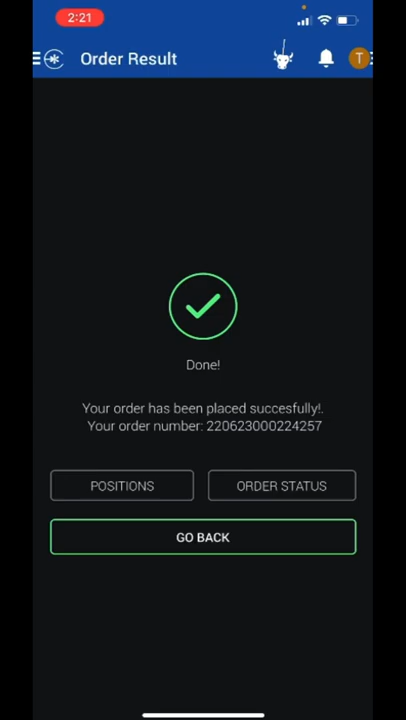 2:21
Order Result
T
Done!
Your order has been placed succesfully!.
Your order number: 220623000224257
POSITIONS
ORDER STATUS
GO BACK